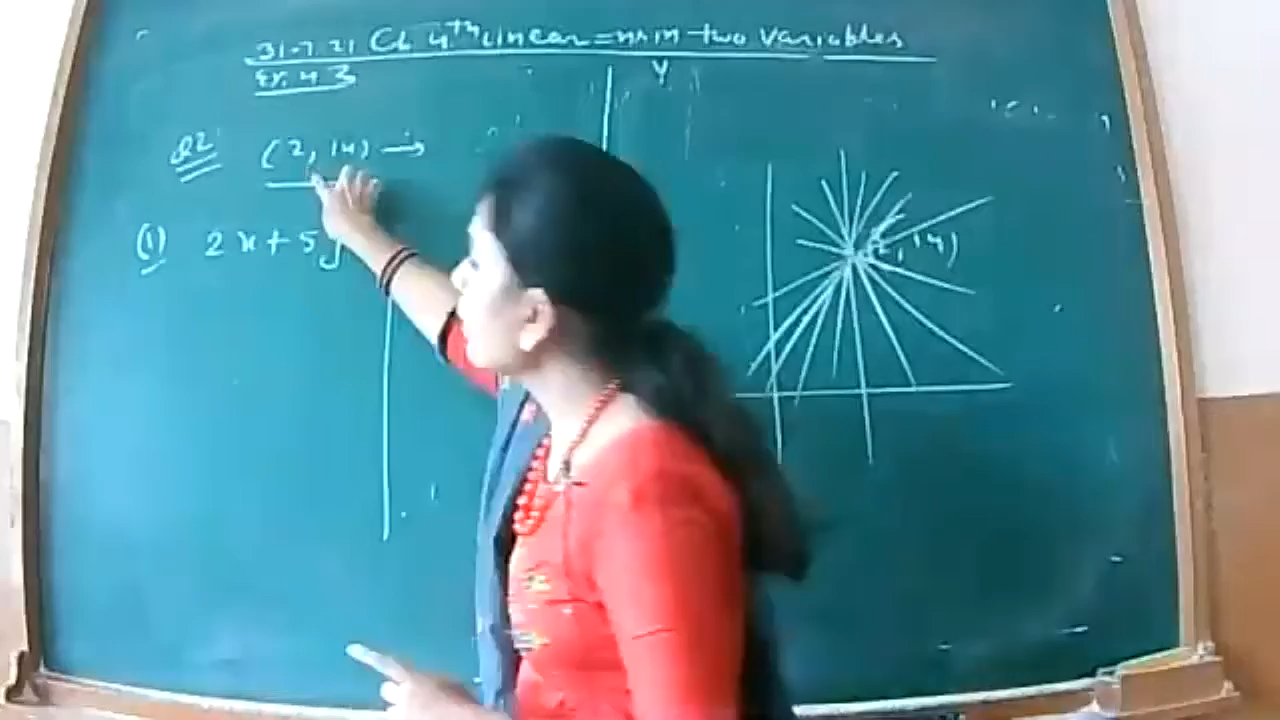 31.7.21 Ch 4th Linear = ns in two variables
Ex. 4.3
Y
Q2 (2, 14) →
(1) 2x + 5y
(2, 14)